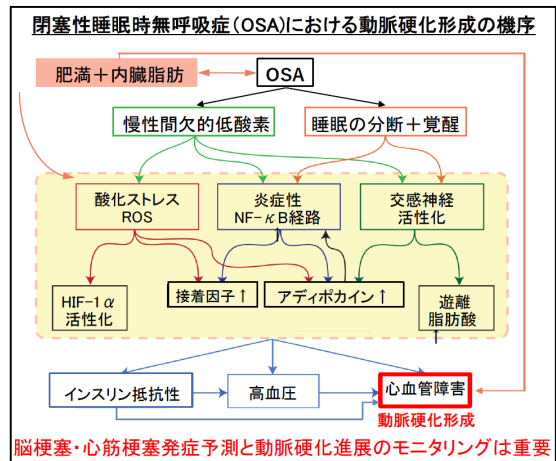 閉塞性睡眠時無呼吸症(OSA)における動脈硬化形成の機序
肥満＋内臓脂肪
OSA
慢性間欠的低酸素
睡眠の分断＋覚醒
酸化ストレス
ROS
炎症性
NF-κB経路
交感神経
活性化
HIF-1α
活性化
接着因子↑
アディポカイン↑
遊離
脂肪酸
↑
インスリン抵抗性
高血圧
心血管障害
動脈硬化形成
脳梗塞・心筋梗塞発症予測と動脈硬化進展のモニタリングは重要